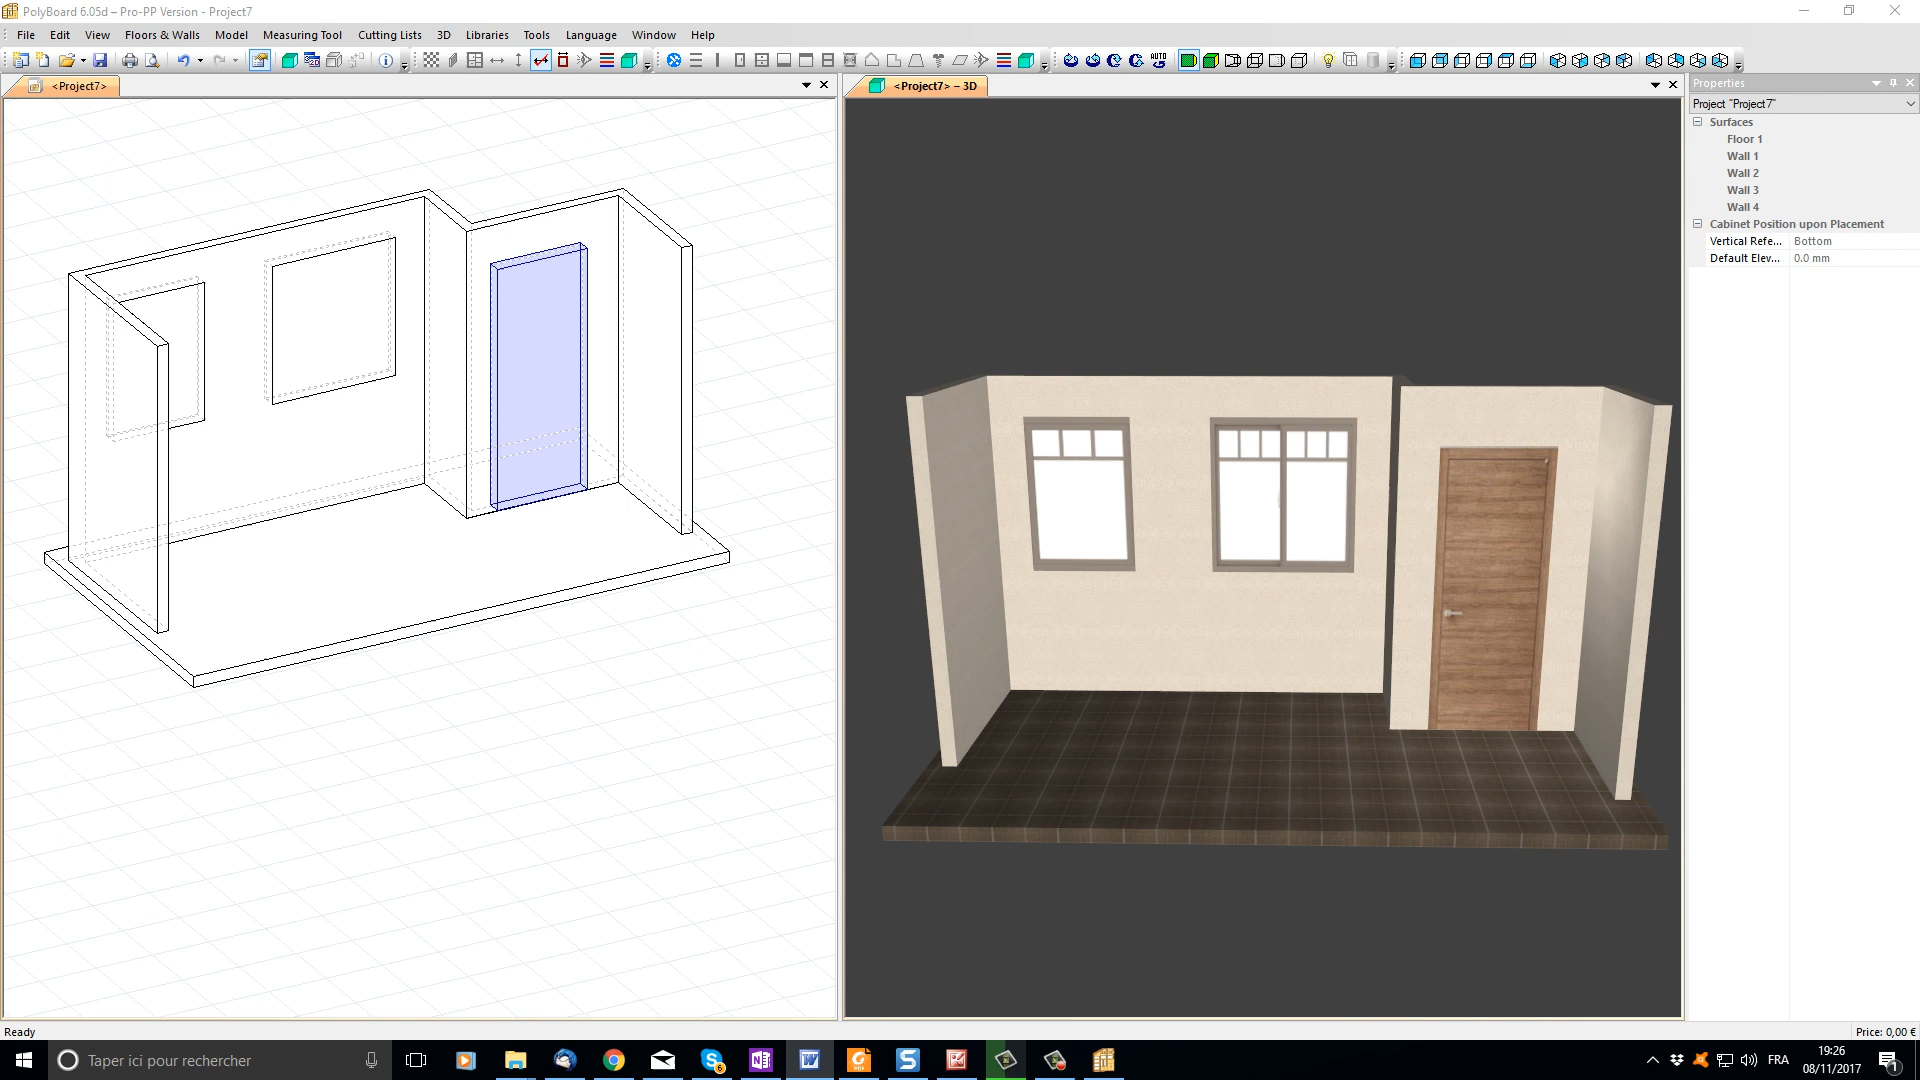 PolyBoard 6.05d – Pro-PP Version - Project7
File Edit View Floors & Walls Model Measuring Tool Cutting Lists 3D Libraries Tools Language Window Help
AUTO
<Project7>
<Project7> – 3D
Properties
Project "Project7"
Surfaces
Floor 1
Wall 1
Wall 2
Wall 3
Wall 4
Cabinet Position upon Placement
Vertical Refe... Bottom
Default Elev... 0.0 mm
Ready
Price: 0,00 €
Taper ici pour rechercher
6
FRA
19:26
08/11/2017
1